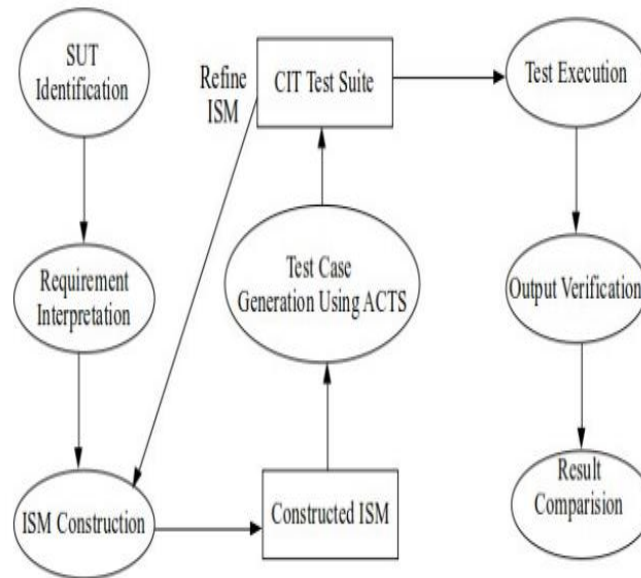 SUT
Identification
Requirement
Interpretation
ISM Construction
Constructed ISM
Test Case
Generation Using ACTS
CIT Test Suite
Refine
ISM
Test Execution
Output Verification
Result
Comparision